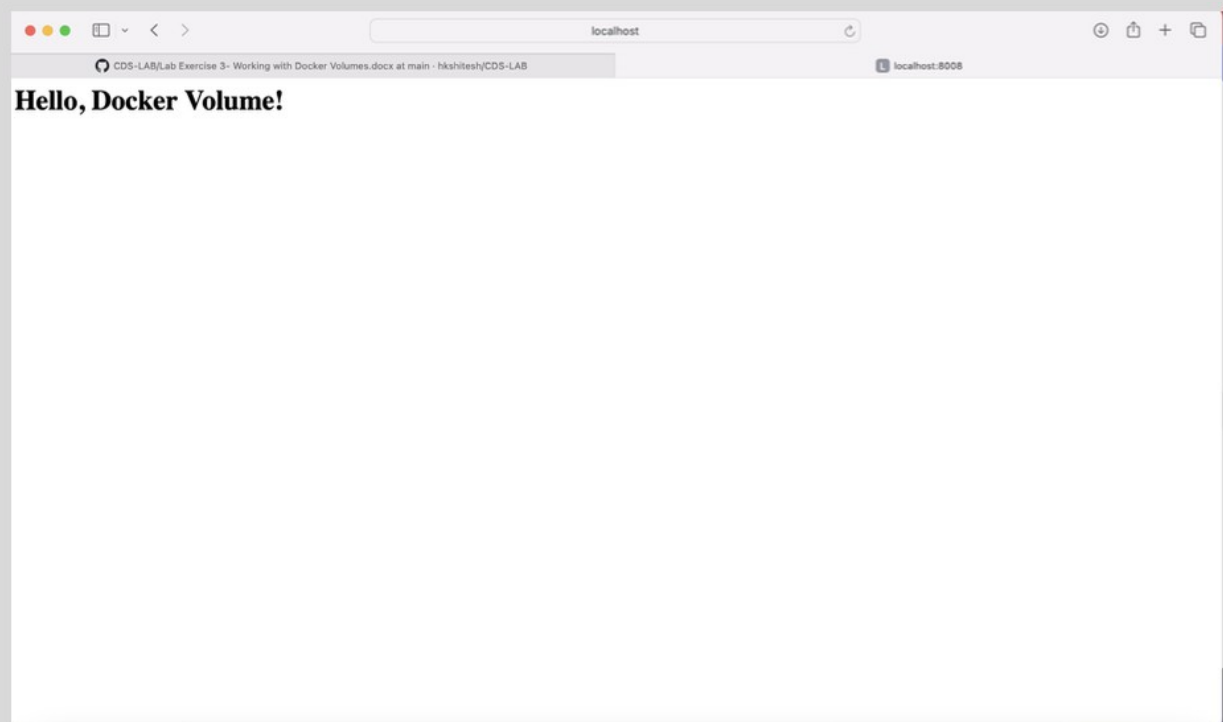 localhost
CDS-LAB/Lab Exercise 3- Working with Docker Volumes.docx at main · hkshitesh/CDS-LAB
L localhost:8008
Hello, Docker Volume!